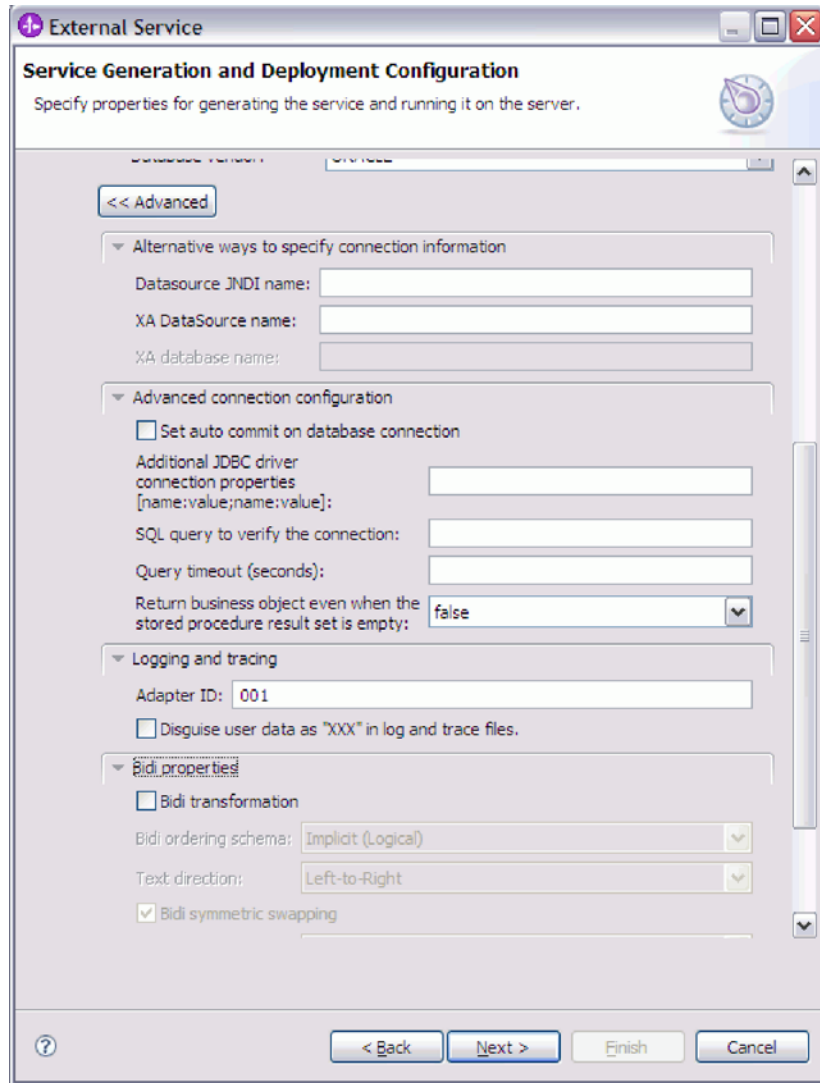 External Service
Service Generation and Deployment Configuration
Specify properties for generating the service and running it on the server.
Database vendor: ORACLE
<< Advanced
Alternative ways to specify connection information
Datasource JNDI name:
XA DataSource name:
XA database name:
Advanced connection configuration
Set auto commit on database connection
Additional JDBC driver
connection properties
[name:value;name:value]:
SQL query to verify the connection:
Query timeout (seconds):
Return business object even when the
stored procedure result set is empty:
false
Logging and tracing
Adapter ID: 001
Disguise user data as "XXX" in log and trace files.
Bidi properties
Bidi transformation
Bidi ordering schema: Implicit (Logical)
Text direction: Left-to-Right
Bidi symmetric swapping
? < Back Next > Finish Cancel